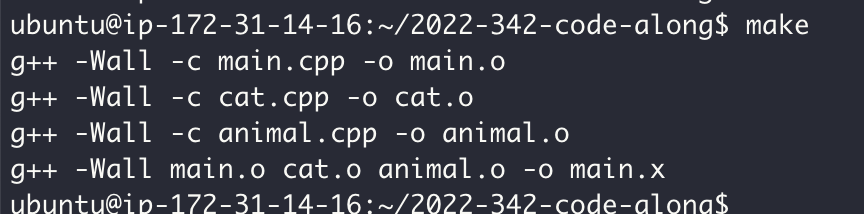 ubuntu@ip-172-31-14-16:~/2022-342-code-along$ make
g++ -Wall -c main.cpp -o main.o
g++ -Wall -c cat.cpp -o cat.o
g++ -Wall -c animal.cpp -o animal.o
g++ -Wall main.o cat.o animal.o -o main.x
ubuntu@ip-172-31-14-16:~/2022-342-code-along$